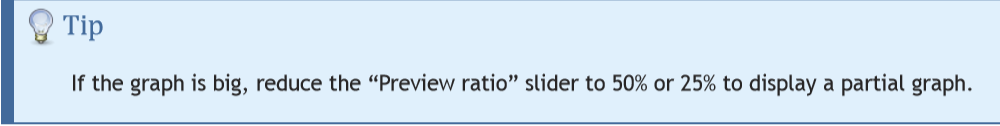 Tip
If the graph is big, reduce the “Preview ratio” slider to 50% or 25% to display a partial graph.